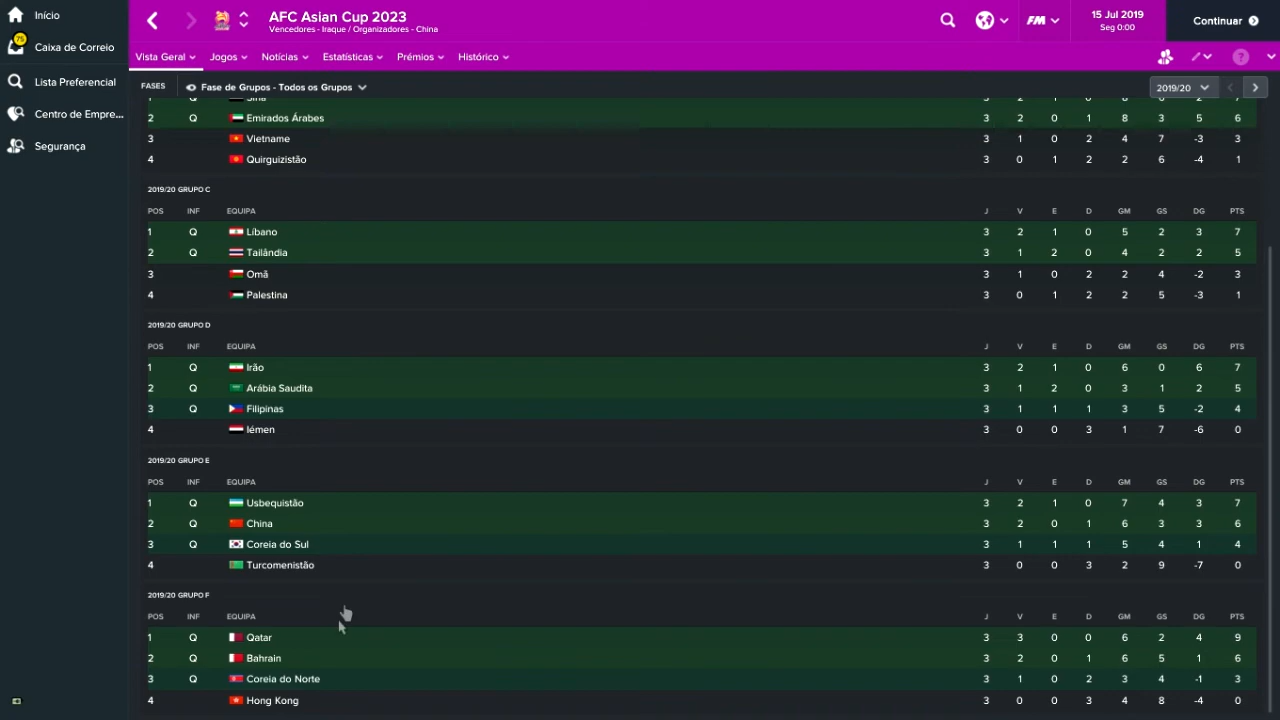 Início
75
Caixa de Correio
Lista Preferencial
Centro de Empre...
Segurança
AFC Asian Cup 2023
Vencedores - Iraque / Organizadores - China
FM
15 Jul 2019
Seg 0:00
Continuar
Vista Geral Jogos Notícias Estatísticas Prémios Histórico
?
FASES Fase de Grupos - Todos os Grupos 2019/20
1 Q Síria 3 2 1 0 8 6 2 7
2 Q Emirados Árabes 3 2 0 1 8 3 5 6
3 Vietname 3 1 0 2 4 7 -3 3
4 Quirguizistão 3 0 1 2 2 6 -4 1
2019/20 GRUPO C
POS INF EQUIPA J V E D GM GS DG PTS
1 Q Líbano 3 2 1 0 5 2 3 7
2 Q Tailândia 3 1 2 0 4 2 2 5
3 Omã 3 1 0 2 2 4 -2 3
4 Palestina 3 0 1 2 2 5 -3 1
2019/20 GRUPO D
POS INF EQUIPA J V E D GM GS DG PTS
1 Q Irão 3 2 1 0 6 0 6 7
2 Q Arábia Saudita 3 1 2 0 3 1 2 5
3 Q Filipinas 3 1 1 1 3 5 -2 4
4 Iémen 3 0 0 3 1 7 -6 0
2019/20 GRUPO E
POS INF EQUIPA J V E D GM GS DG PTS
1 Q Usbequistão 3 2 1 0 7 4 3 7
2 Q China 3 2 0 1 6 3 3 6
3 Q Coreia do Sul 3 1 1 1 5 4 1 4
4 Turcomenistão 3 0 0 3 2 9 -7 0
2019/20 GRUPO F
POS INF EQUIPA J V E D GM GS DG PTS
1 Q Qatar 3 3 0 0 6 2 4 9
2 Q Bahrain 3 2 0 1 6 5 1 6
3 Q Coreia do Norte 3 1 0 2 3 4 -1 3
4 Hong Kong 3 0 0 3 4 8 -4 0